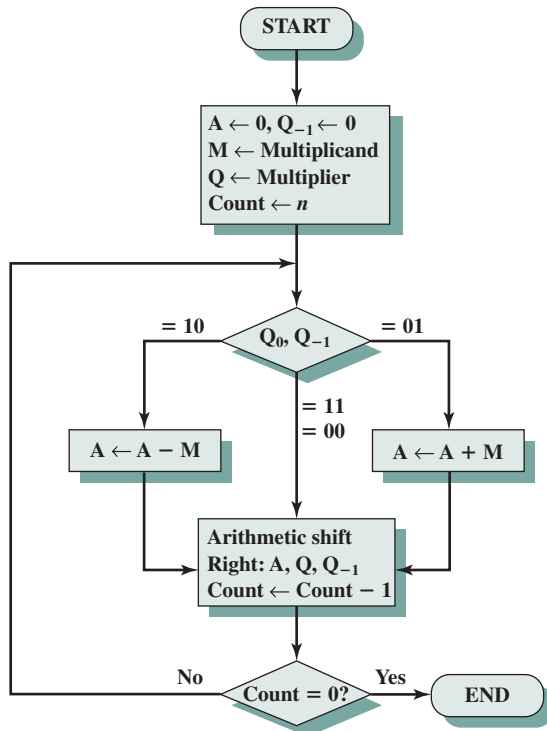 START
A ← 0, Q₋₁ ← 0
M ← Multiplicand
Q ← Multiplier
Count ← n
= 10
Q₀, Q₋₁
= 01
= 11
= 00
A ← A − M
A ← A + M
Arithmetic shift
Right: A, Q, Q₋₁
Count ← Count − 1
No
Count = 0?
Yes
END